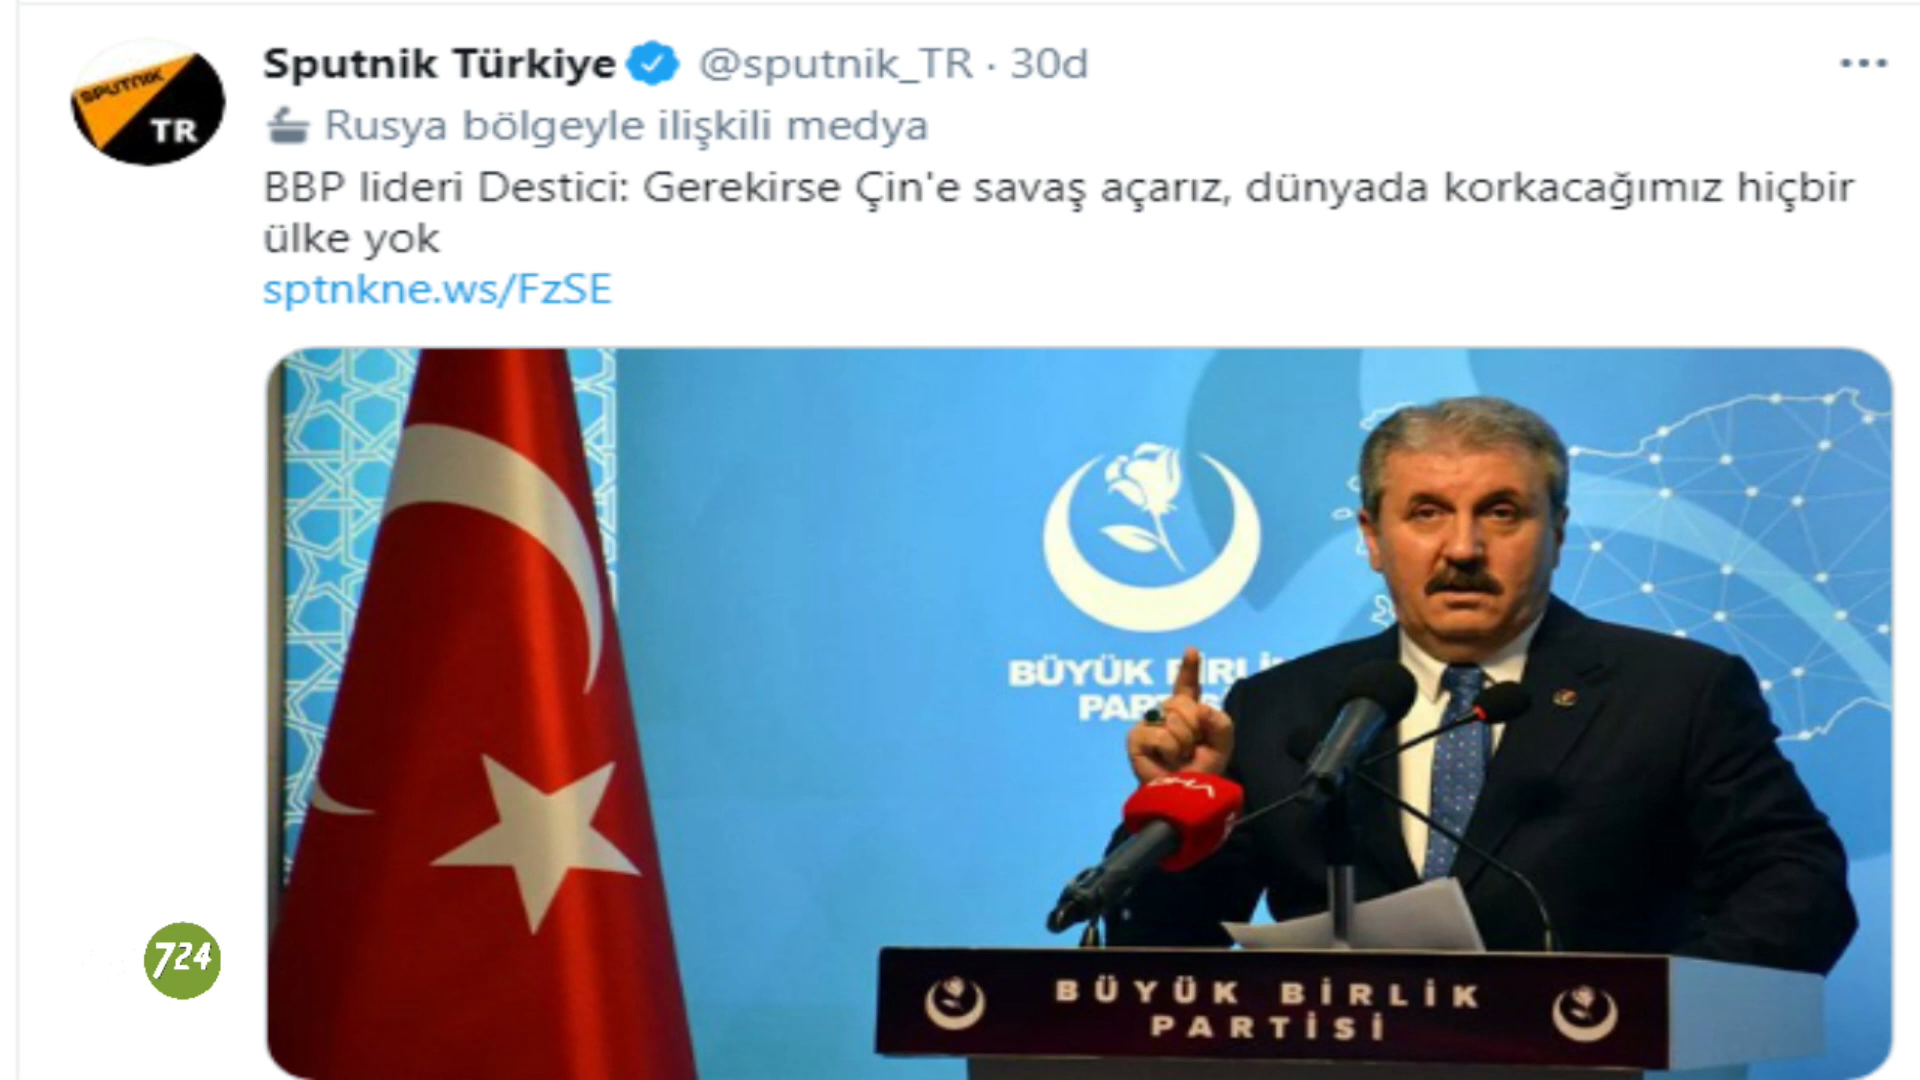 Sputnik Türkiye @sputnik_TR · 30d
Rusya bölgeyle ilişkili medya
BBP lideri Destici: Gerekirse Çin'e savaş açarız, dünyada korkacağımız hiçbir
ülke yok
sptnkne.ws/FzSE
SPUTNIK
TR
BÜYÜK
724
BÜYÜK BİRLİK
PARTİSİ